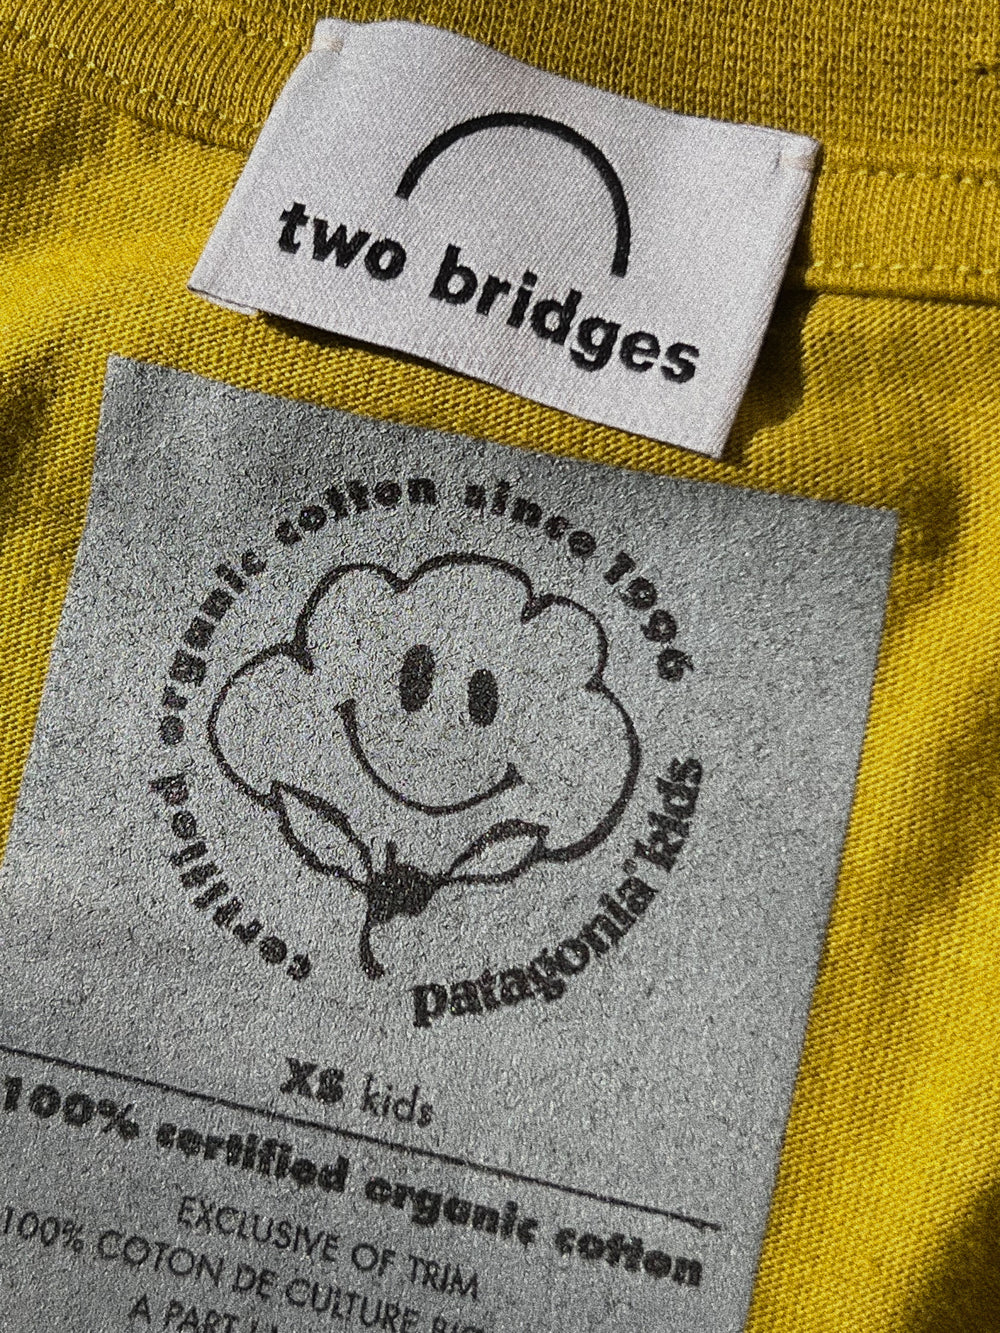 two bridges
certified organic cotton since 1996
patagonia® kids
XS kids
100% certified organic cotton
EXCLUSIVE OF TRIM
100% COTON DE CULTURE
A PART